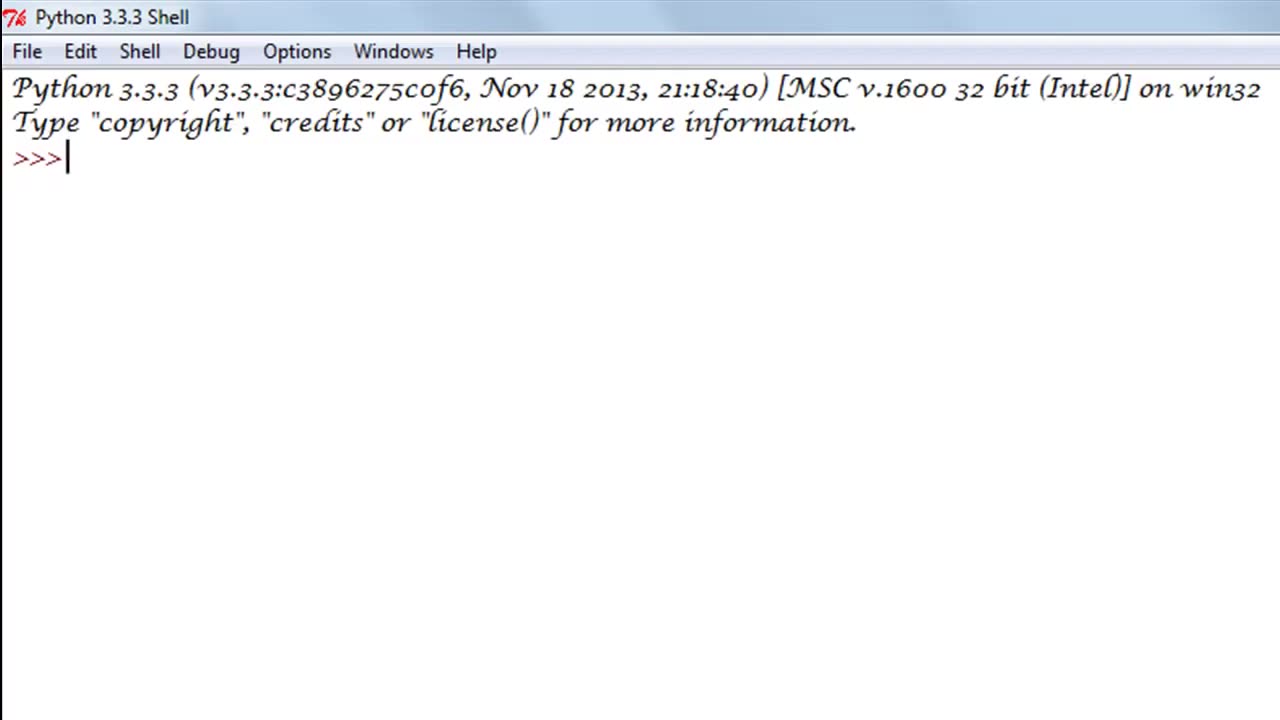 Python 3.3.3 Shell
File Edit Shell Debug Options Windows Help
Python 3.3.3 (v3.3.3:c3896275c0f6, Nov 18 2013, 21:18:40) [MSC v.1600 32 bit (Intel)] on win32
Type "copyright", "credits" or "license()" for more information.
>>>